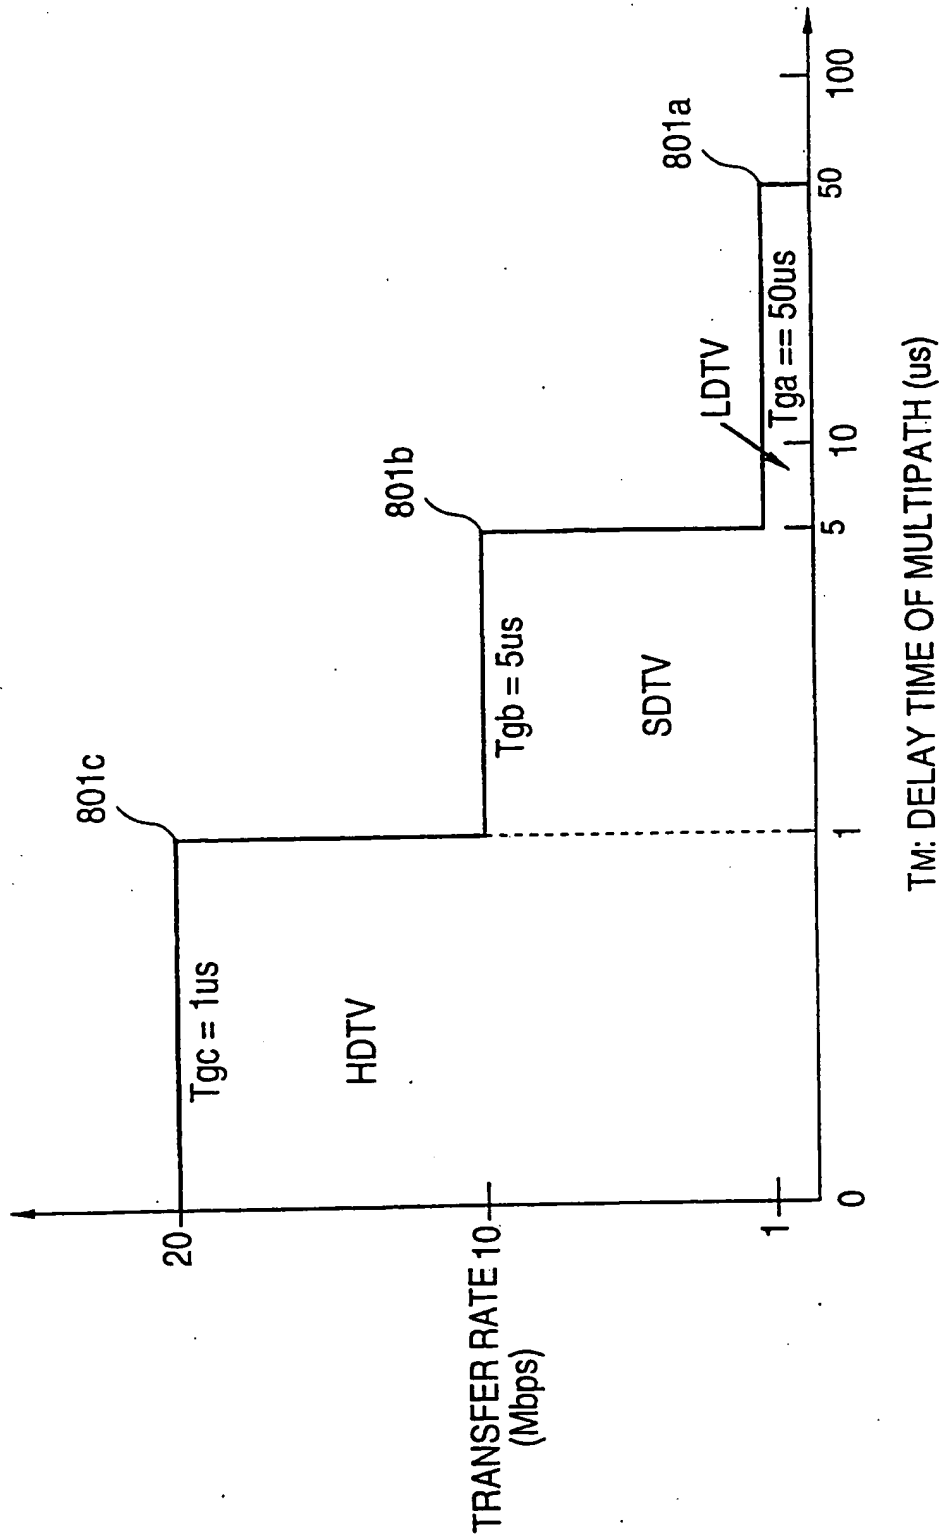 TRANSFER RATE
(Mbps)
20
10
1
0
801c
Tgc = 1us
HDTV
801b
Tgb = 5us
SDTV
801a
LDTV
Tga == 50us
1
5
10
50
100
TM: DELAY TIME OF MULTIPATH (us)